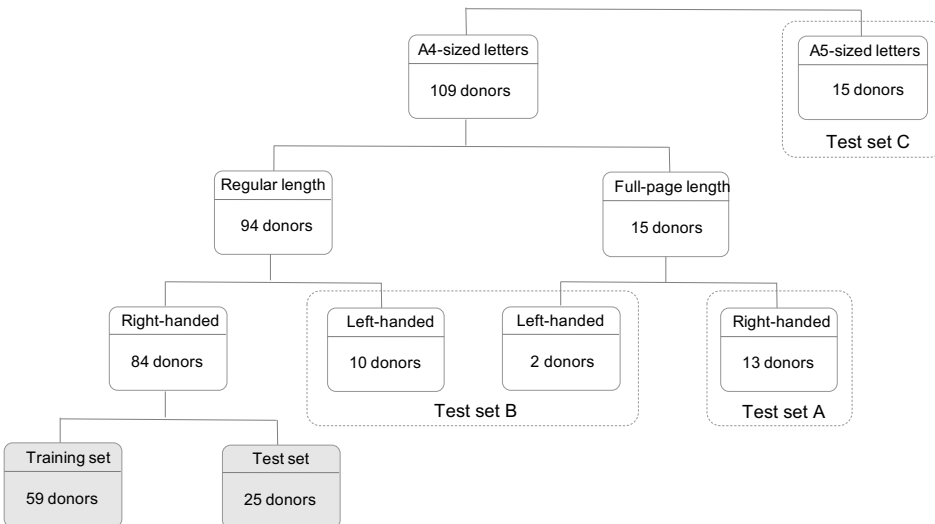 A4-sized letters
109 donors
A5-sized letters
15 donors
Test set C
Regular length
94 donors
Full-page length
15 donors
Right-handed
84 donors
Left-handed
10 donors
Left-handed
2 donors
Test set B
Right-handed
13 donors
Test set A
Training set
59 donors
Test set
25 donors